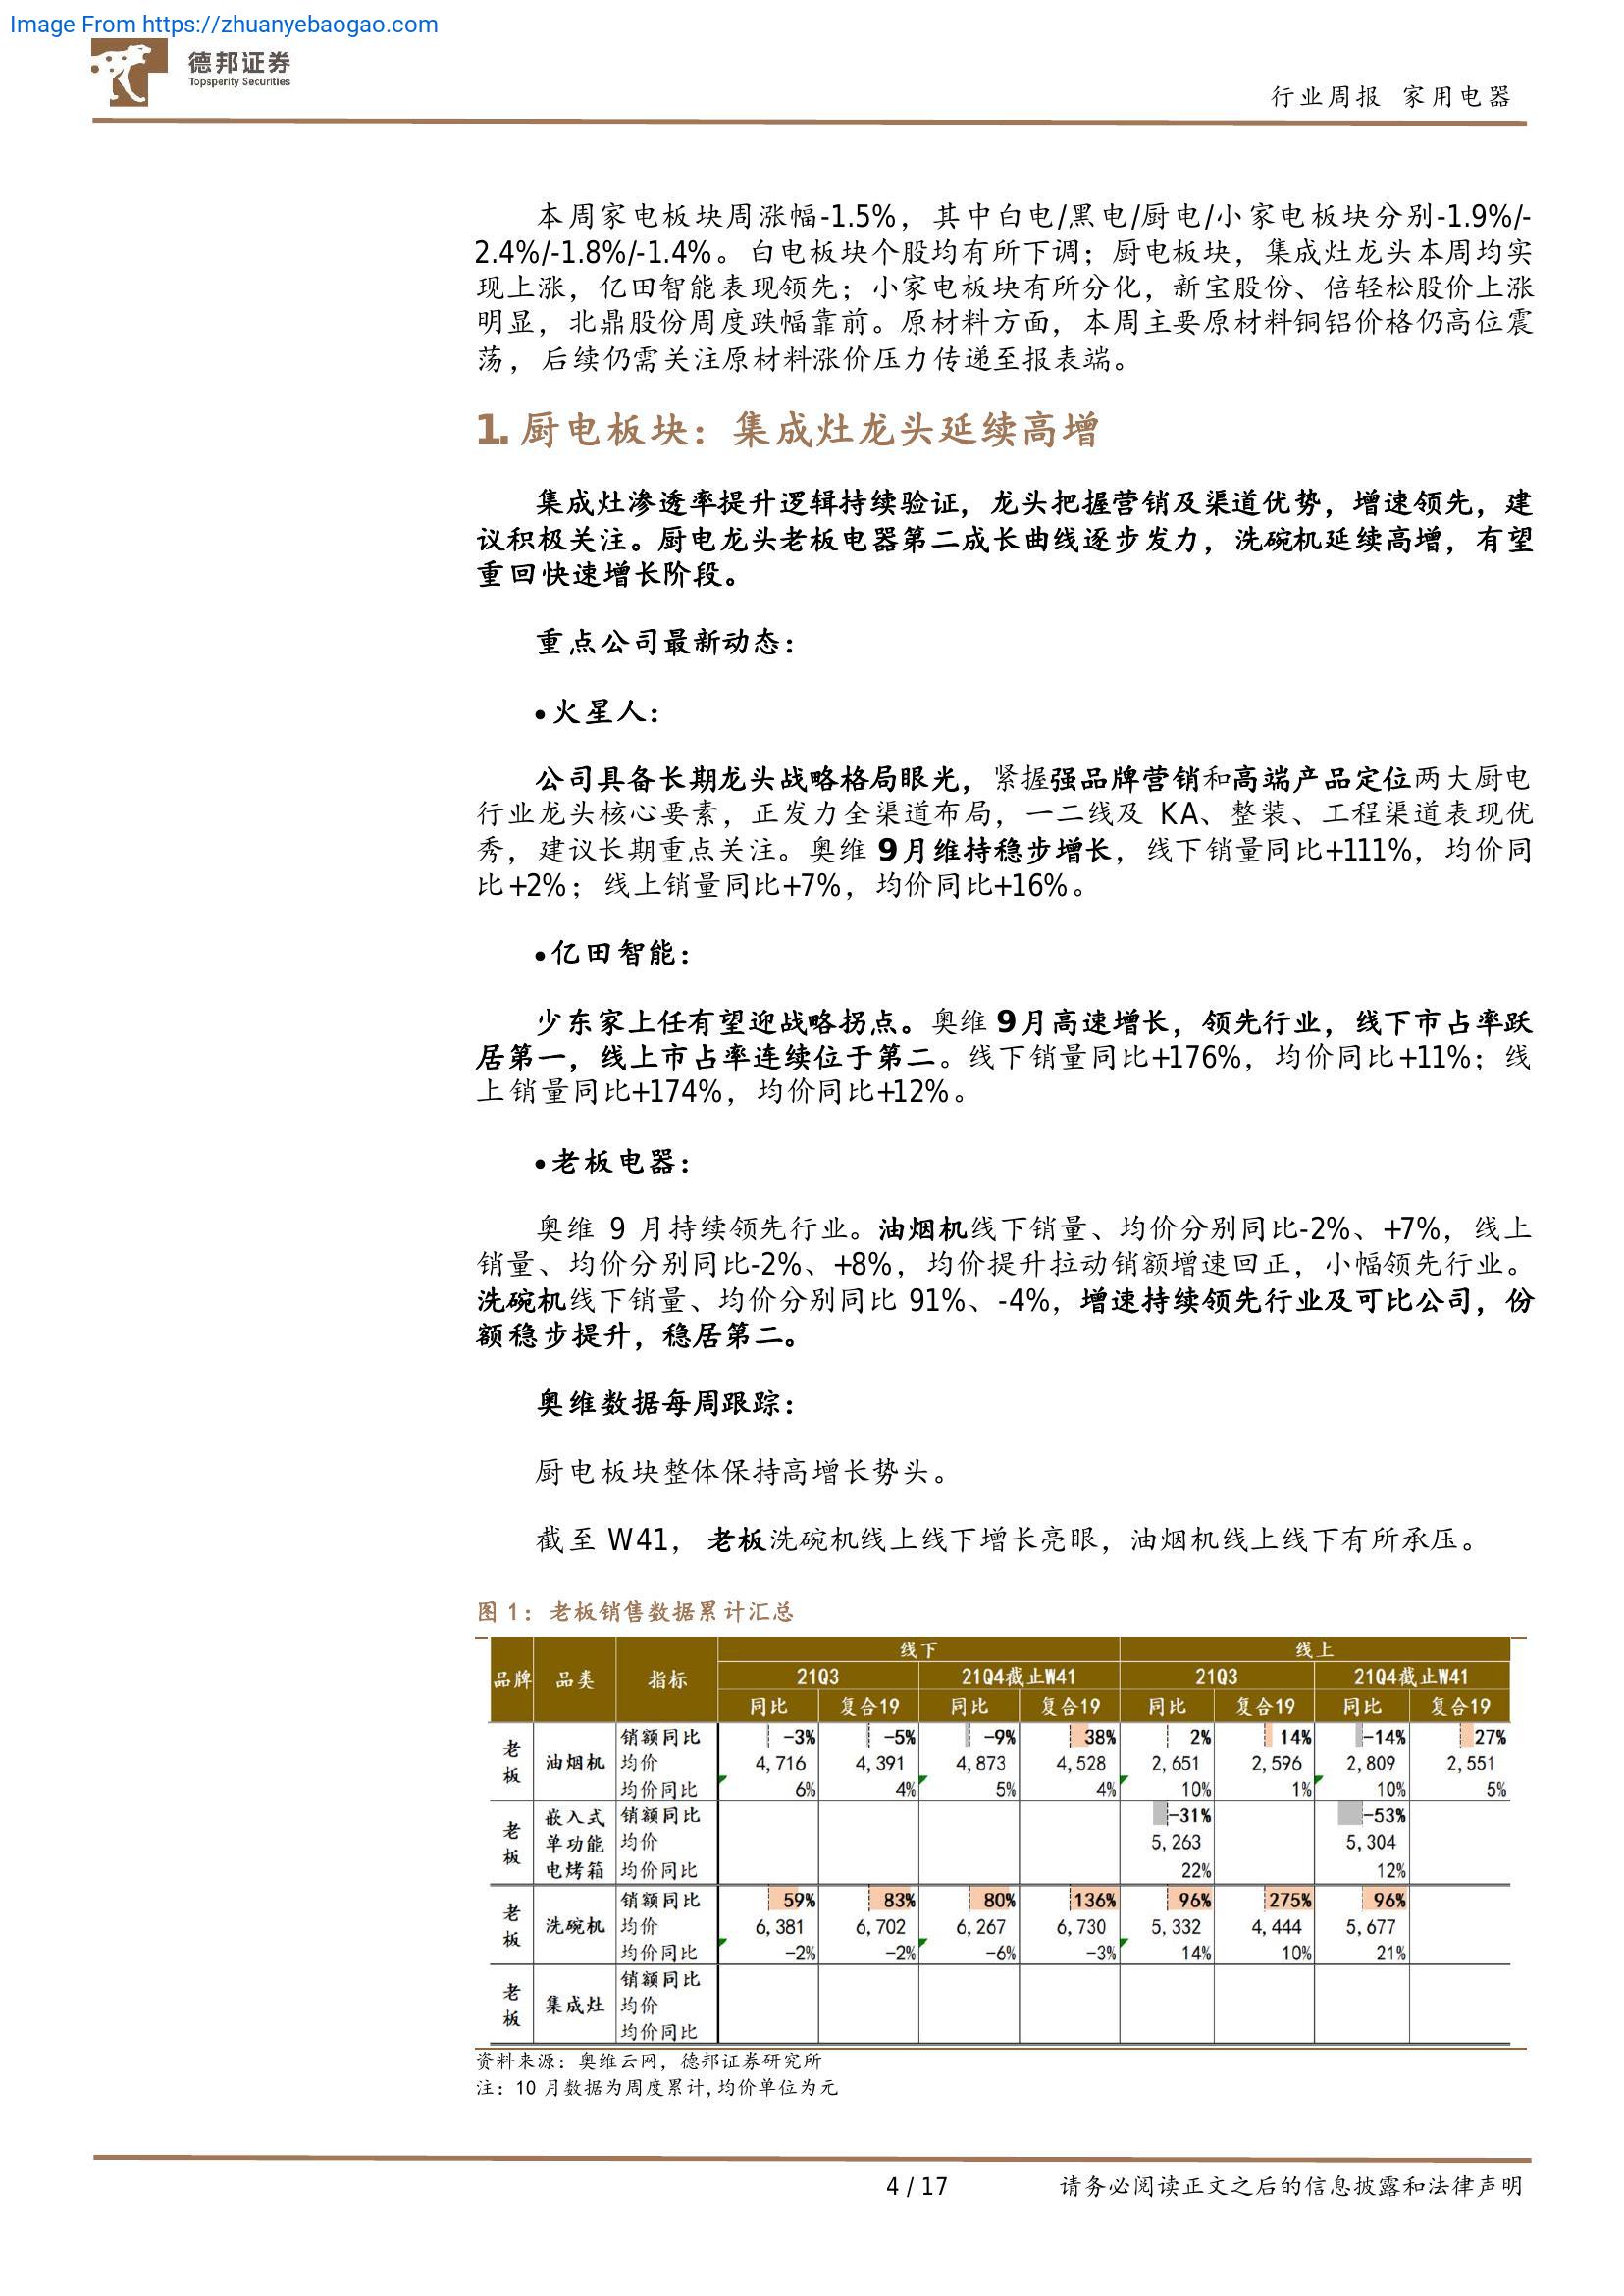 Image From https://zhuanyebaogao.com
德邦证券
Topsperity Securities
行业周报 家用电器
本周家电板块周涨幅-1.5%，其中白电/黑电/厨电/小家电板块分别-1.9%/-
2.4%/-1.8%/-1.4%。白电板块个股均有所下调；厨电板块，集成灶龙头本周均实
现上涨，亿田智能表现领先；小家电板块有所分化，新宝股份、倍轻松股价上涨
明显，北鼎股份周度跌幅靠前。原材料方面，本周主要原材料铜铝价格仍高位震
荡，后续仍需关注原材料涨价压力传递至报表端。
1. 厨电板块：集成灶龙头延续高增
集成灶渗透率提升逻辑持续验证，龙头把握营销及渠道优势，增速领先，建
议积极关注。厨电龙头老板电器第二成长曲线逐步发力，洗碗机延续高增，有望
重回快速增长阶段。
重点公司最新动态：
•火星人：
公司具备长期龙头战略格局眼光，紧握强品牌营销和高端产品定位两大厨电
行业龙头核心要素，正发力全渠道布局，一二线及 KA、整装、工程渠道表现优
秀，建议长期重点关注。奥维 9 月维持稳步增长，线下销量同比+111%，均价同
比+2%；线上销量同比+7%，均价同比+16%。
•亿田智能：
少东家上任有望迎战略拐点。奥维 9 月高速增长，领先行业，线下市占率跃
居第一，线上市占率连续位于第二。线下销量同比+176%，均价同比+11%；线
上销量同比+174%，均价同比+12%。
•老板电器：
奥维 9 月持续领先行业。油烟机线下销量、均价分别同比-2%、+7%，线上
销量、均价分别同比-2%、+8%，均价提升拉动销额增速回正，小幅领先行业。
洗碗机线下销量、均价分别同比 91%、-4%，增速持续领先行业及可比公司，份
额稳步提升，稳居第二。
奥维数据每周跟踪：
厨电板块整体保持高增长势头。
截至 W41，老板洗碗机线上线下增长亮眼，油烟机线上线下有所承压。
图 1：老板销售数据累计汇总
品牌 品类 指标 线下 线上
21Q3 21Q4截止W41 21Q3 21Q4截止W41
同比 复合19 同比 复合19 同比 复合19 同比 复合19
老板 油烟机 销额同比 -3% -5% -9% 38% 2% 14% -14% 27%
均价 4,716 4,391 4,873 4,528 2,651 2,596 2,809 2,551
均价同比 6% 4% 5% 4% 10% 1% 10% 5%
老板 嵌入式单功能电烤箱 销额同比 -31% -53%
均价 5,263 5,304
均价同比 22% 12%
老板 洗碗机 销额同比 59% 83% 80% 136% 96% 275% 96%
均价 6,381 6,702 6,267 6,730 5,332 4,444 5,677
均价同比 -2% -2% -6% -3% 14% 10% 21%
老板 集成灶 销额同比
均价
均价同比
资料来源：奥维云网，德邦证券研究所
注：10 月数据为周度累计,均价单位为元
4 / 17
请务必阅读正文之后的信息披露和法律声明